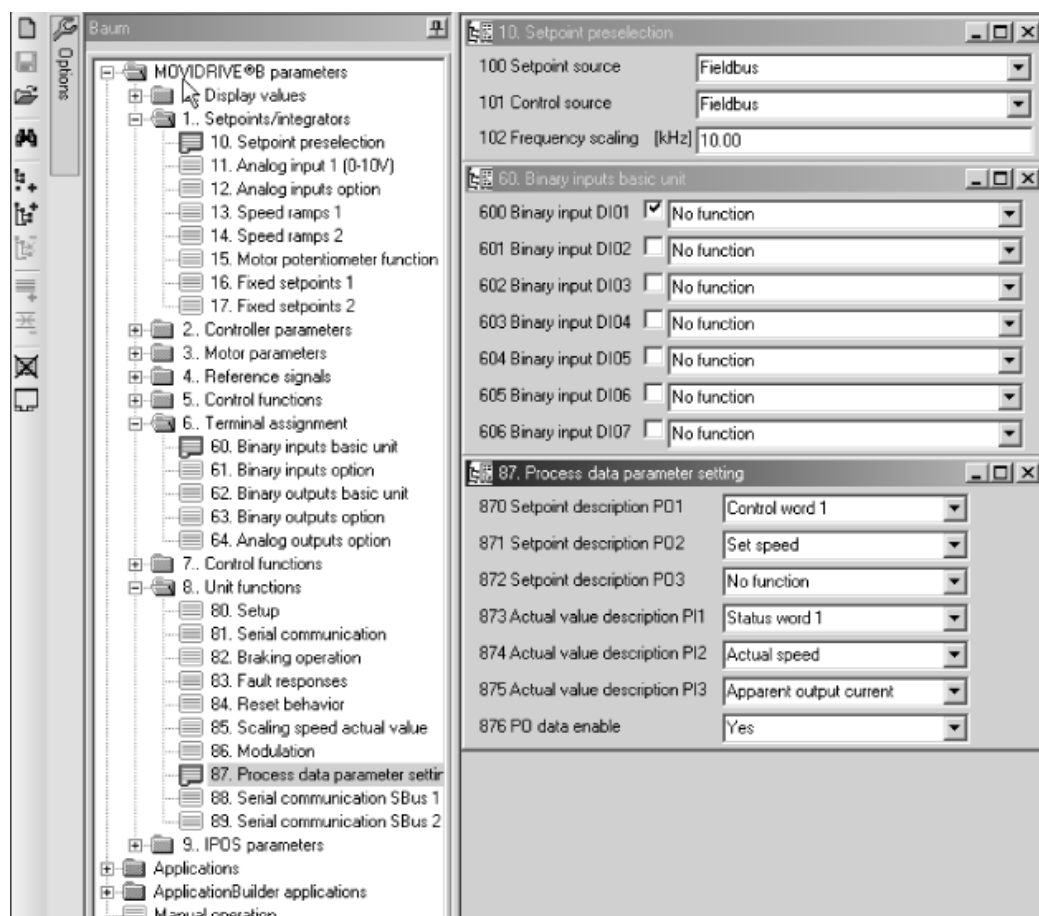 Options
Baum
MOVIDRIVE®B parameters
Display values
1.. Setpoints/integrators
10. Setpoint preselection
11. Analog input 1 (0-10V)
12. Analog inputs option
13. Speed ramps 1
14. Speed ramps 2
15. Motor potentiometer function
16. Fixed setpoints 1
17. Fixed setpoints 2
2.. Controller parameters
3.. Motor parameters
4.. Reference signals
5.. Control functions
6.. Terminal assignment
60. Binary inputs basic unit
61. Binary inputs option
62. Binary outputs basic unit
63. Binary outputs option
64. Analog outputs option
7.. Control functions
8.. Unit functions
80. Setup
81. Serial communication
82. Braking operation
83. Fault responses
84. Reset behavior
85. Scaling speed actual value
86. Modulation
87. Process data parameter settin
88. Serial communication SBus 1
89. Serial communication SBus 2
9.. IPOS parameters
Applications
ApplicationBuilder applications
Manual operation
10. Setpoint preselection
100 Setpoint source Fieldbus
101 Control source Fieldbus
102 Frequency scaling [kHz] 10.00
60. Binary inputs basic unit
600 Binary input DI01 No function
601 Binary input DI02 No function
602 Binary input DI03 No function
603 Binary input DI04 No function
604 Binary input DI05 No function
605 Binary input DI06 No function
606 Binary input DI07 No function
87. Process data parameter setting
870 Setpoint description PO1 Control word 1
871 Setpoint description PO2 Set speed
872 Setpoint description PO3 No function
873 Actual value description PI1 Status word 1
874 Actual value description PI2 Actual speed
875 Actual value description PI3 Apparent output current
876 PO data enable Yes